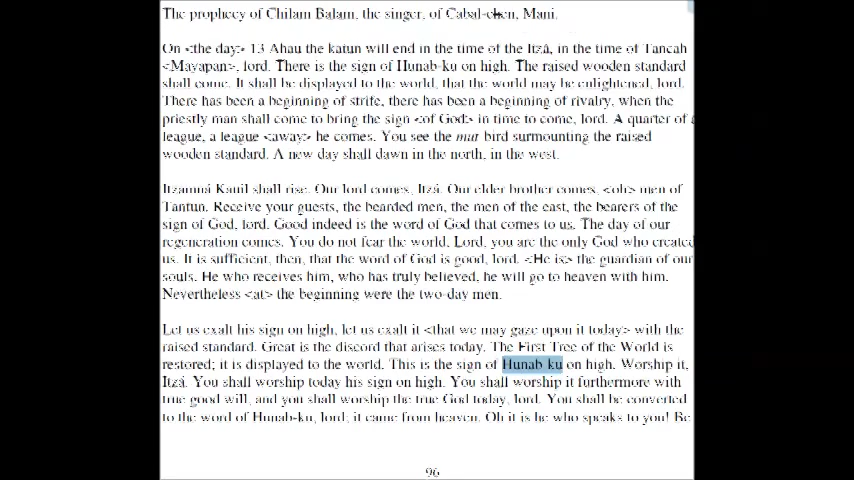 The prophecy of Chilam Balam, the singer, of Cabal-chen, Mani.
On <the day> 13 Ahau the katun will end in the time of the Itzá, in the time of Tancah
<Mayapan>, lord. There is the sign of Hunab-ku on high. The raised wooden standard
shall come. It shall be displayed to the world, that the world may be enlightened, lord.
There has been a beginning of strife, there has been a beginning of rivalry, when the
priestly man shall come to bring the sign <of God> in time to come, lord. A quarter of a
league, a league <away> he comes. You see the mut bird surmounting the raised
wooden standard. A new day shall dawn in the north, in the west.
Itzamná Kauil shall rise. Our lord comes, Itzá. Our elder brother comes, <oh> men of
Tantun. Receive your guests, the bearded men, the men of the east, the bearers of the
sign of God, lord. Good indeed is the word of God that comes to us. The day of our
regeneration comes. You do not fear the world, Lord, you are the only God who created
us. It is sufficient, then, that the word of God is good, lord. <He is> the guardian of our
souls. He who receives him, who has truly believed, he will go to heaven with him.
Nevertheless <at> the beginning were the two-day men.
Let us exalt his sign on high, let us exalt it <that we may gaze upon it today> with the
raised standard. Great is the discord that arises today. The First Tree of the World is
restored; it is displayed to the world. This is the sign of Hunab-ku on high. Worship it,
Itzá. You shall worship today his sign on high. You shall worship it furthermore with
true good will, and you shall worship the true God today, lord. You shall be converted
to the word of Hunab-ku, lord; it came from heaven. Oh it is he who speaks to you! Be
96